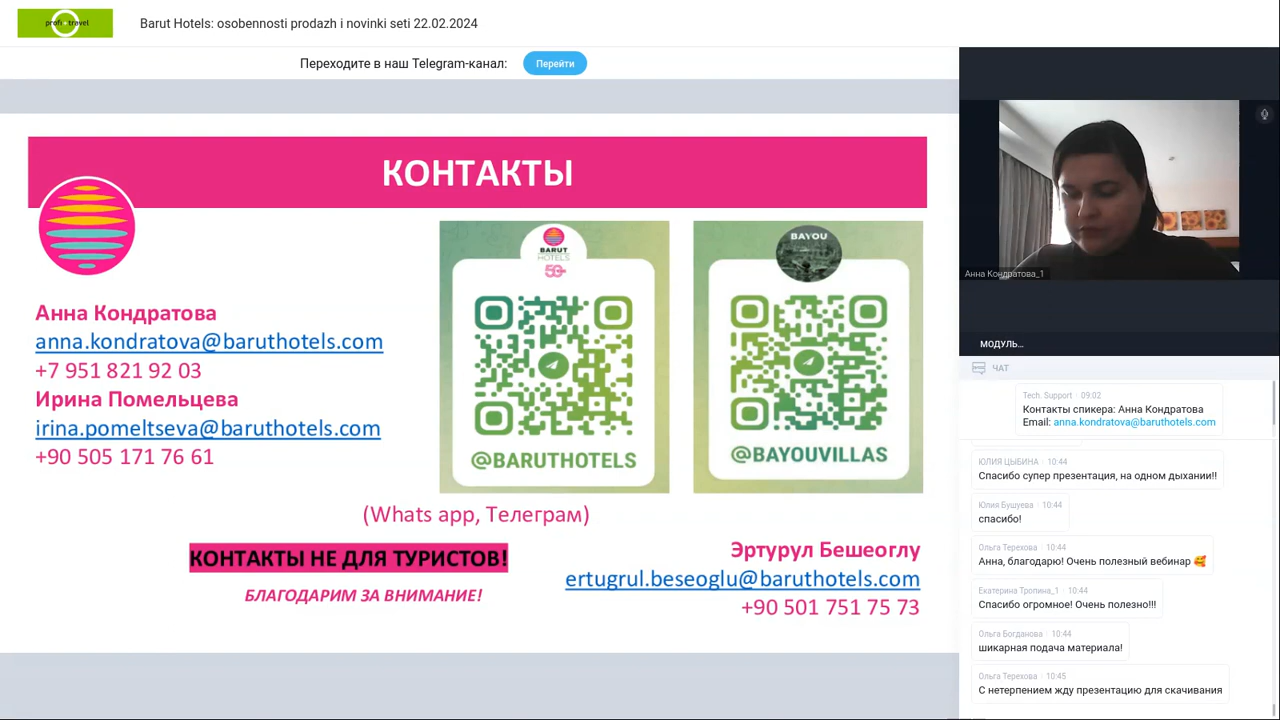 profi travel
Barut Hotels: osobennosti prodazh i novinki seti 22.02.2024
Переходите в наш Telegram-канал:
Перейти
КОНТАКТЫ
Анна Кондратова
anna.kondratova@baruthotels.com
+7 951 821 92 03
Ирина Помельцева
irina.pomeltseva@baruthotels.com
+90 505 171 76 61
BARUT
HOTELS
50
@BARUTHOTELS
BAYOU
@BAYOUVILLAS
(Whats app, Телеграм)
КОНТАКТЫ НЕ ДЛЯ ТУРИСТОВ!
БЛАГОДАРИМ ЗА ВНИМАНИЕ!
Эртурул Бешеоглу
ertugrul.beseoglu@baruthotels.com
+90 501 751 75 73
Анна Кондратова_1
МОДУЛЬ...
ЧАТ
Tech. Support · 09:02
Контакты спикера: Анна Кондратова
Email: anna.kondratova@baruthotels.com
ЮЛИЯ ЦЫБИНА · 10:44
Спасибо супер презентация, на одном дыхании!!
Юлия Бушуева · 10:44
спасибо!
Ольга Терехова · 10:44
Анна, благодарю! Очень полезный вебинар 🥰
Екатерина Тропина_1 · 10:44
Спасибо огромное! Очень полезно!!!
Ольга Богданова · 10:44
шикарная подача материала!
Ольга Терехова · 10:45
С нетерпением жду презентацию для скачивания